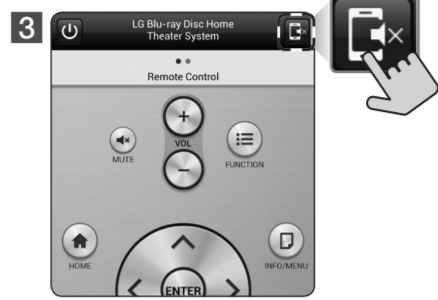 3
LG Blu-ray Disc Home
Theater System
Remote Control
+
VOL
−
MUTE
FUNCTION
HOME
INFO/MENU
ENTER